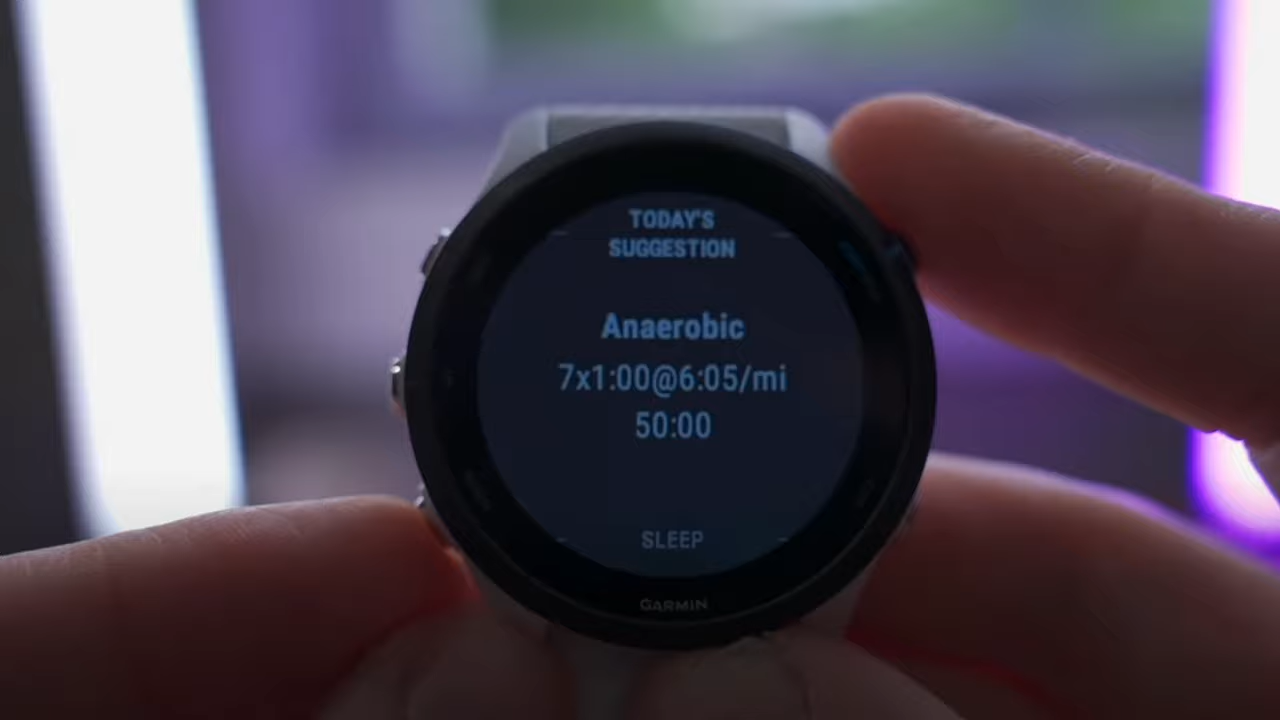 TODAY'S
SUGGESTION
Anaerobic
7x1:00@6:05/mi
50:00
SLEEP
GARMIN